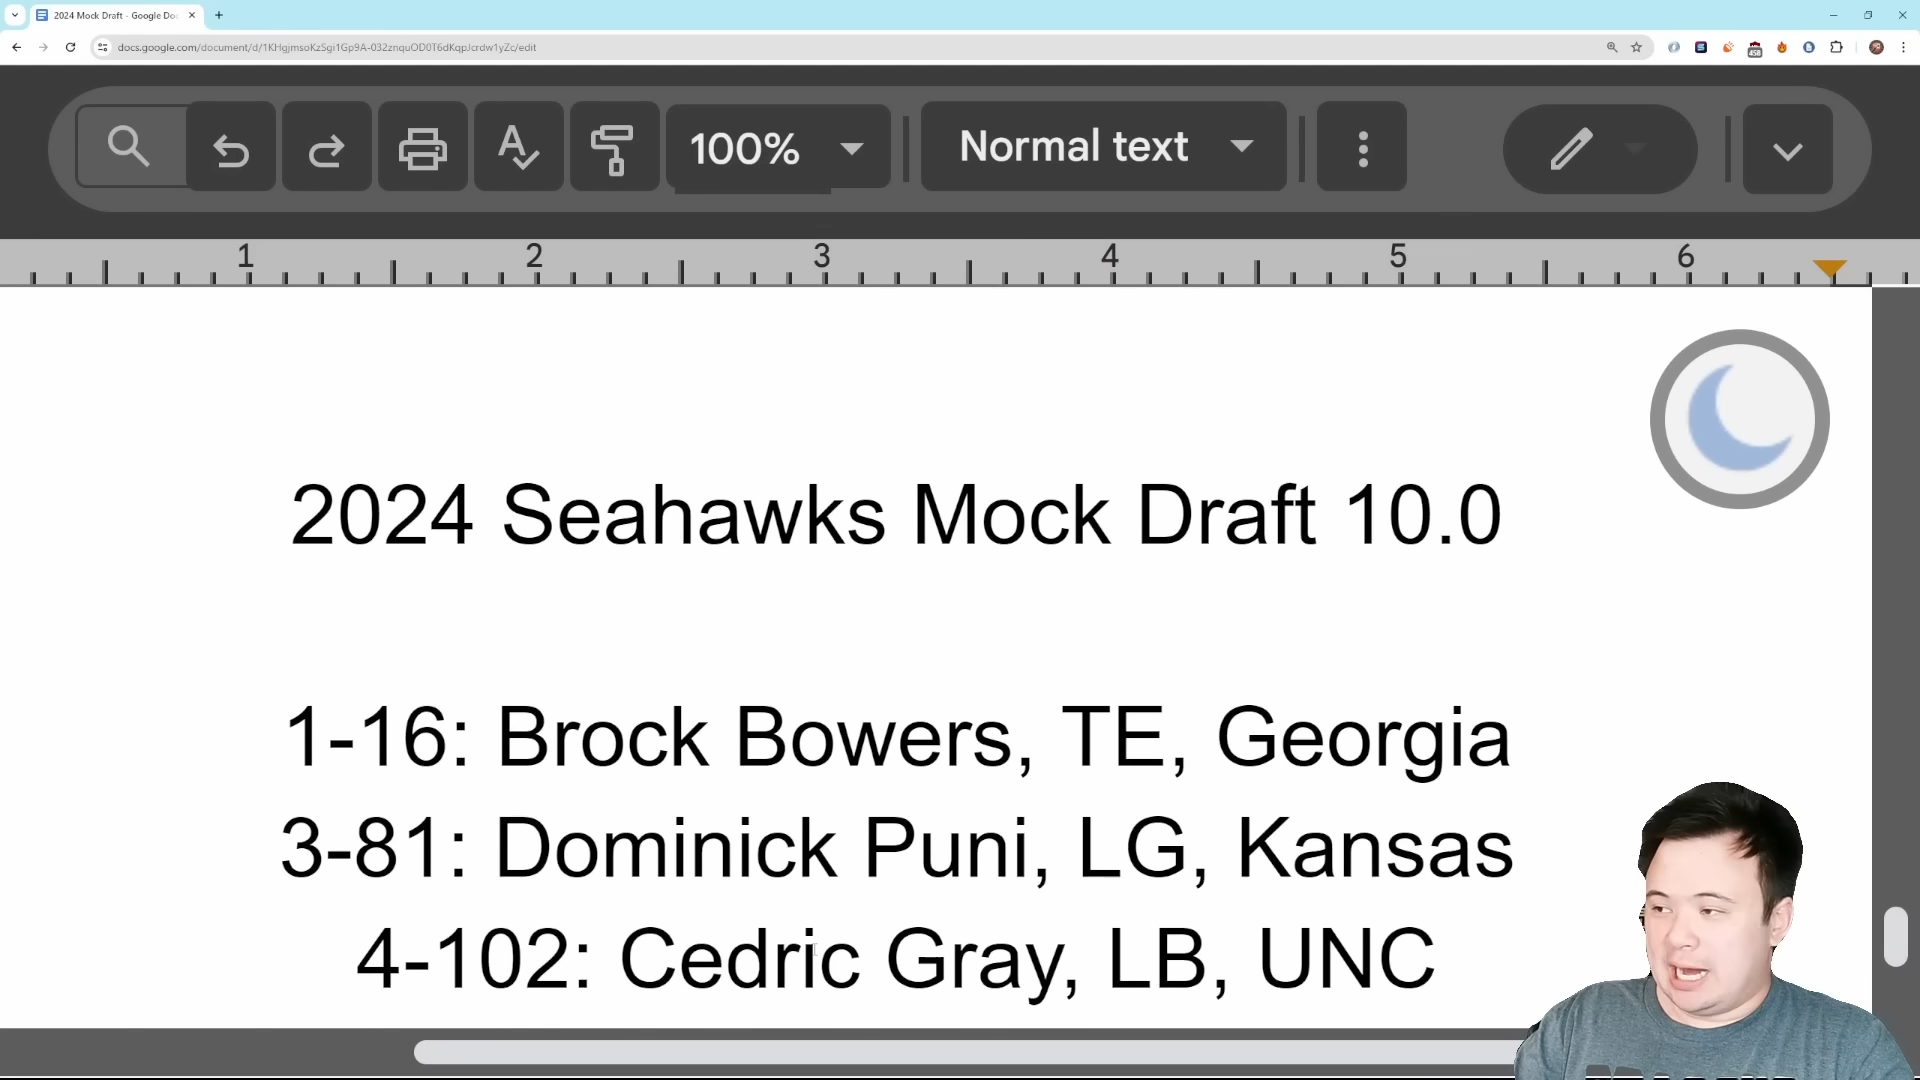 2024 Mock Draft - Google Do
docs.google.com/document/d/1KHgjmsoKzSgi1Gp9A-032znquOD0T6dKqpJcrdw1yZc/edit
100%
Normal text
1 2 3 4 5 6
2024 Seahawks Mock Draft 10.0
1-16: Brock Bowers, TE, Georgia
3-81: Dominick Puni, LG, Kansas
4-102: Cedric Gray, LB, UNC